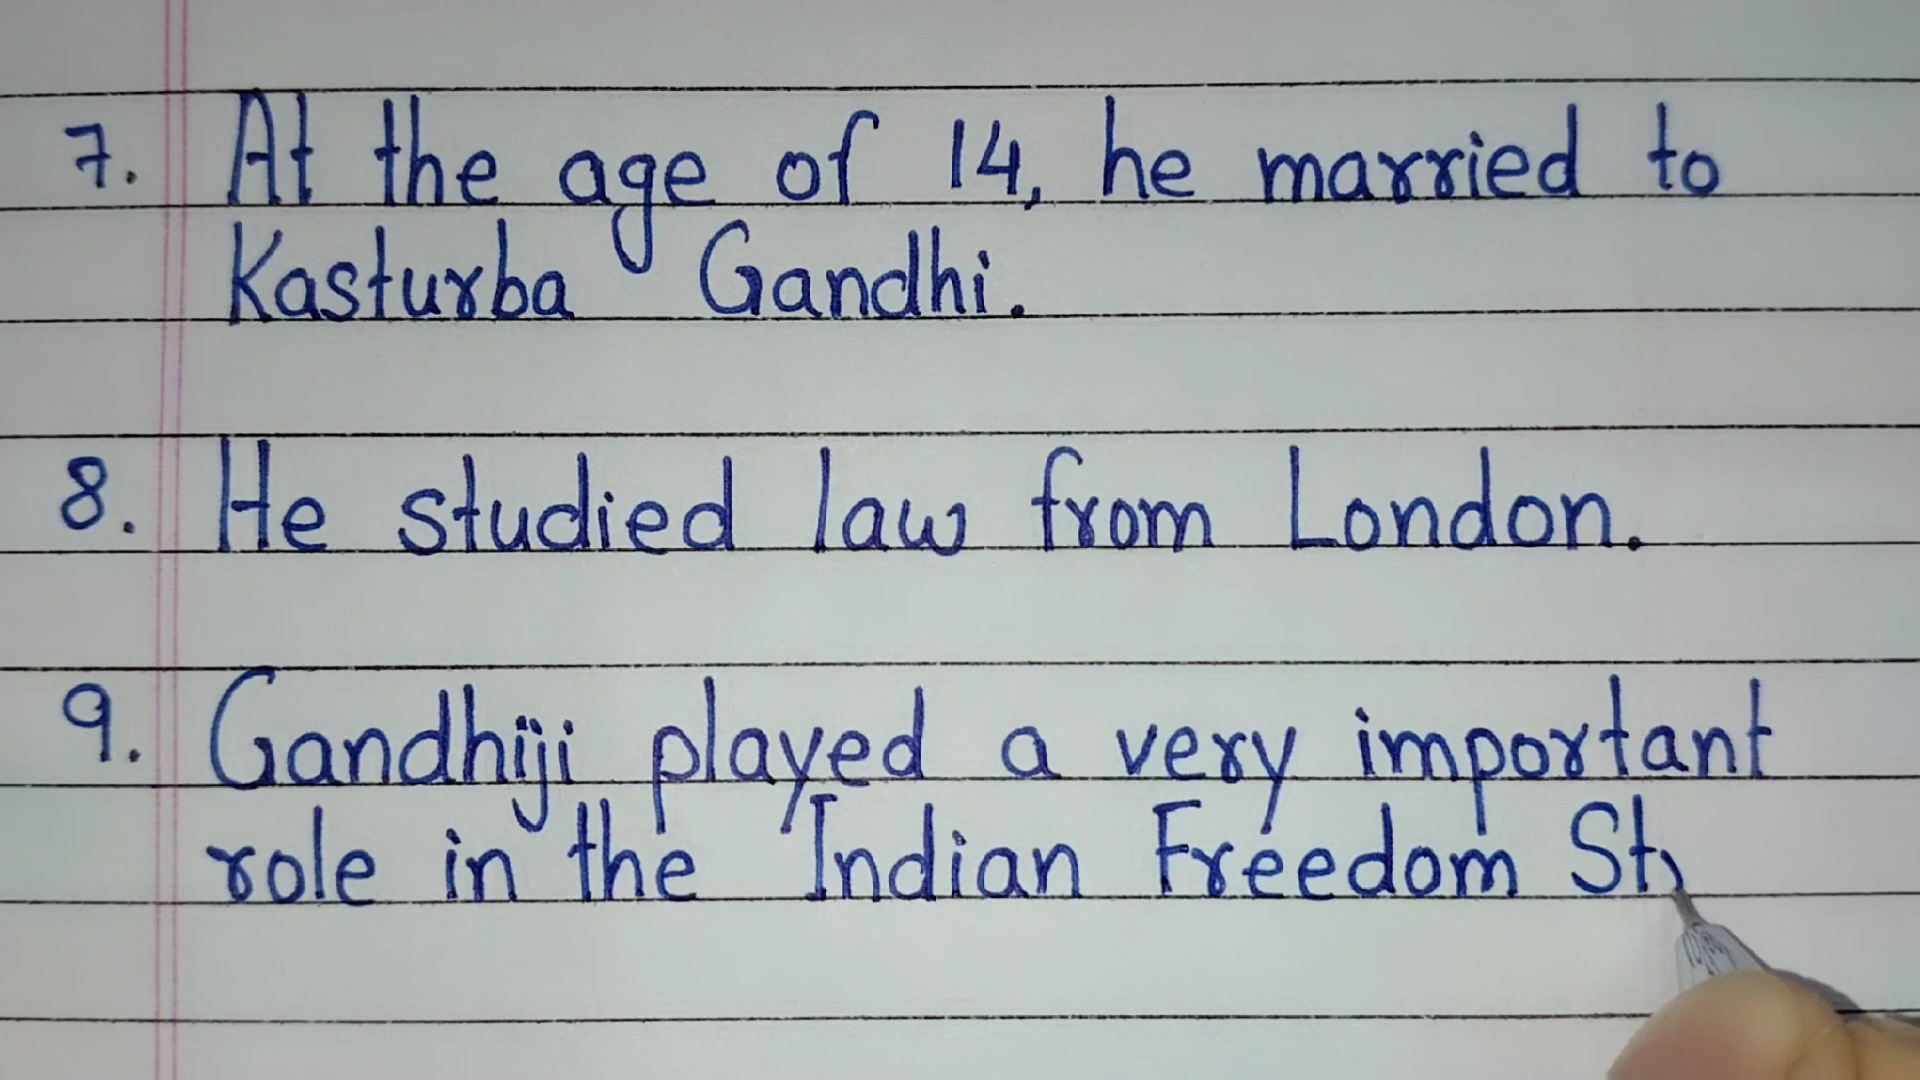 7. At the age of 14, he married to
Kasturba Gandhi.
8. He studied law from London.
9. Gandhiji played a very important
role in the Indian Freedom St